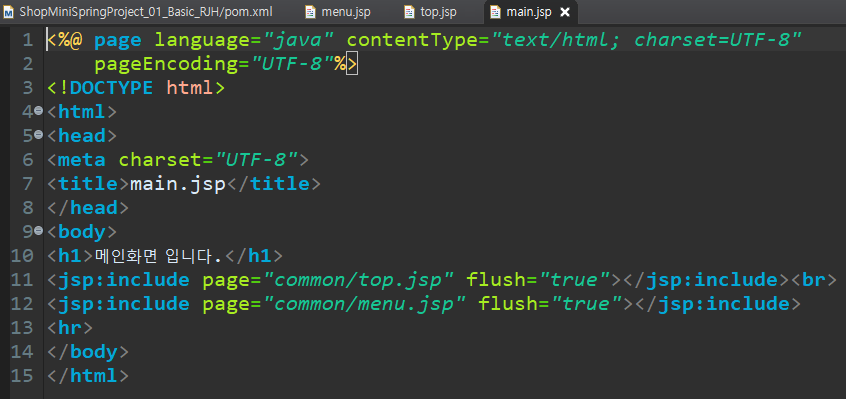 ShopMiniSpringProject_01_Basic_RJH/pom.xml menu.jsp top.jsp main.jsp
1 <%@ page language="java" contentType="text/html; charset=UTF-8"
2     pageEncoding="UTF-8"%>
3 <!DOCTYPE html>
4 <html>
5 <head>
6 <meta charset="UTF-8">
7 <title>main.jsp</title>
8 </head>
9 <body>
10 <h1>메인화면 입니다.</h1>
11 <jsp:include page="common/top.jsp" flush="true"></jsp:include><br>
12 <jsp:include page="common/menu.jsp" flush="true"></jsp:include>
13 <hr>
14 </body>
15 </html>